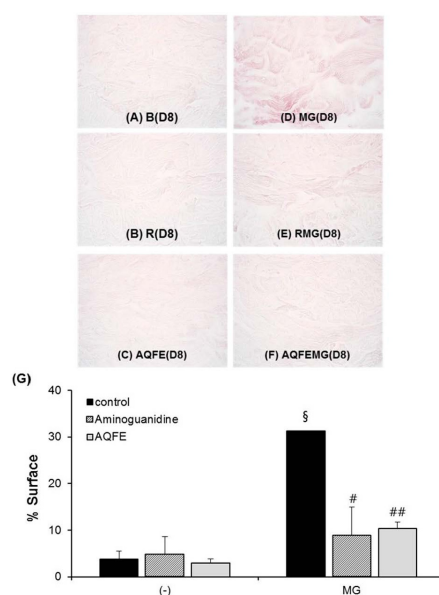 (A) B(D8)
(D) MG(D8)
(B) R(D8)
(E) RMG(D8)
(C) AQFE(D8)
(F) AQFEMG(D8)
(G)
40
30
20
10
0
% Surface
control
Aminoguanidine
AQFE
§
#
##
(-)
MG